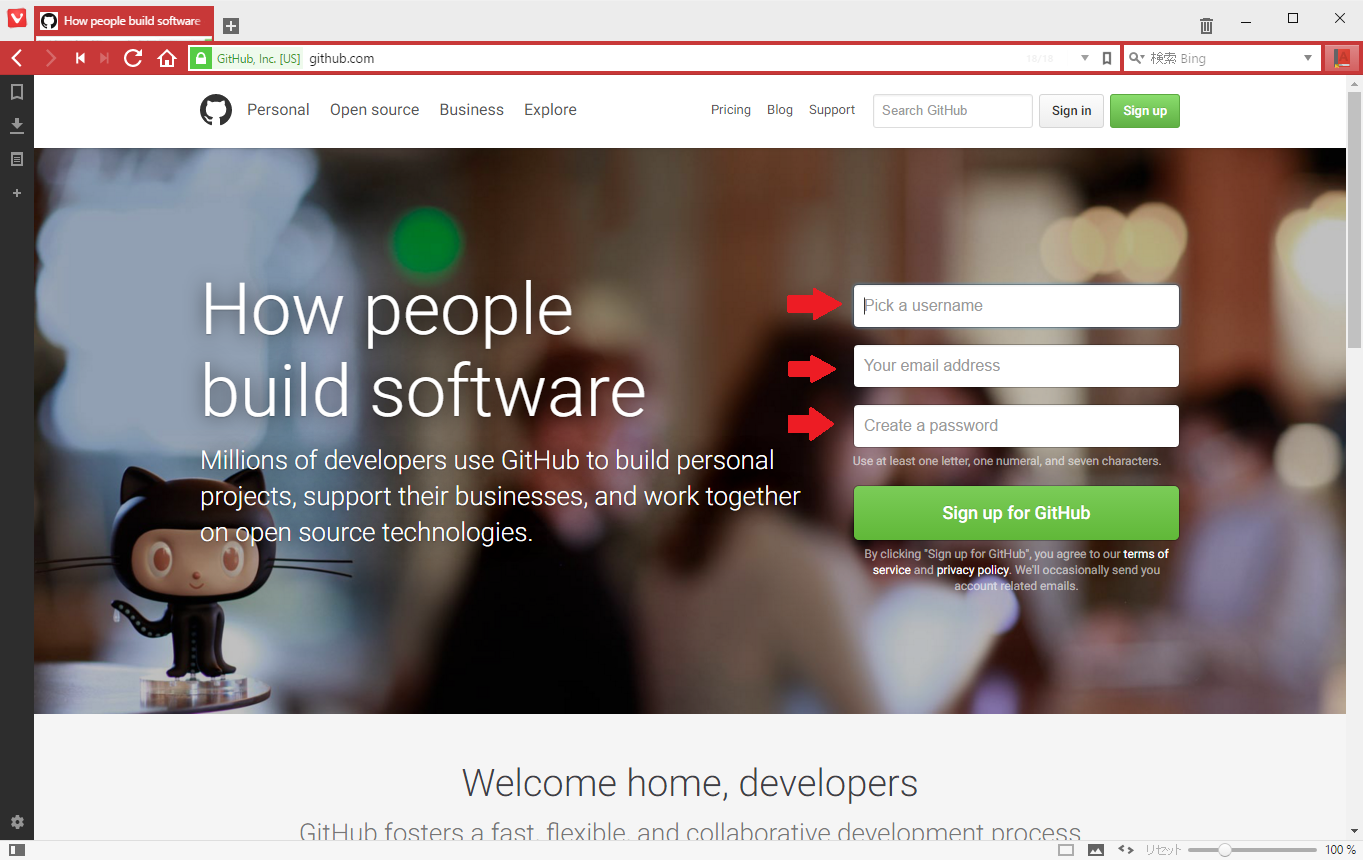 How people build software
GitHub, Inc. [US] github.com
18/18
検索 Bing
Personal Open source Business Explore
Pricing Blog Support Search GitHub Sign in Sign up
How people
build software
Millions of developers use GitHub to build personal
projects, support their businesses, and work together
on open source technologies.
Pick a username
Your email address
Create a password
Use at least one letter, one numeral, and seven characters.
Sign up for GitHub
By clicking "Sign up for GitHub", you agree to our terms of
service and privacy policy. We'll occasionally send you
account related emails.
Welcome home, developers
GitHub fosters a fast, flexible, and collaborative development process
リセット 100 %